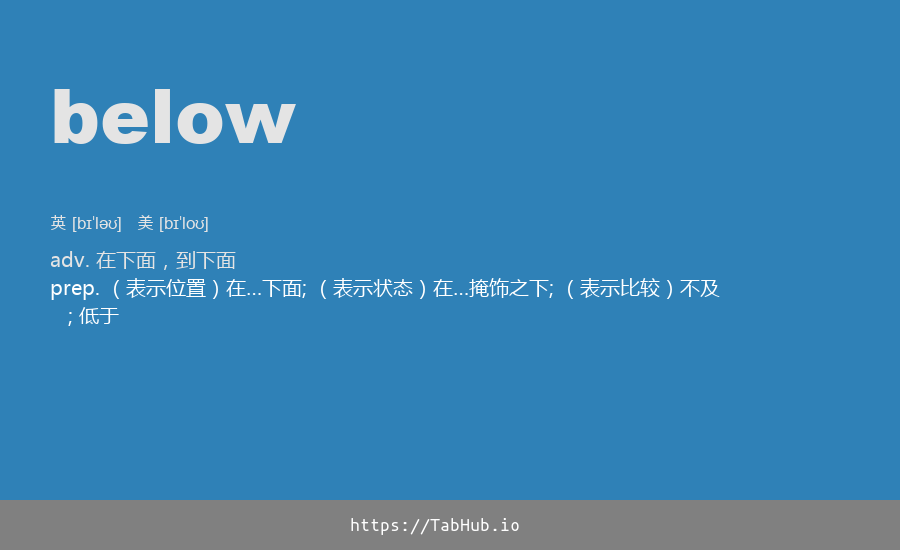 below
英 [bɪˈləʊ] 美 [bɪˈloʊ]
adv. 在下面，到下面
prep. （表示位置）在…下面; （表示状态）在…掩饰之下; （表示比较）不及
; 低于
https://TabHub.io